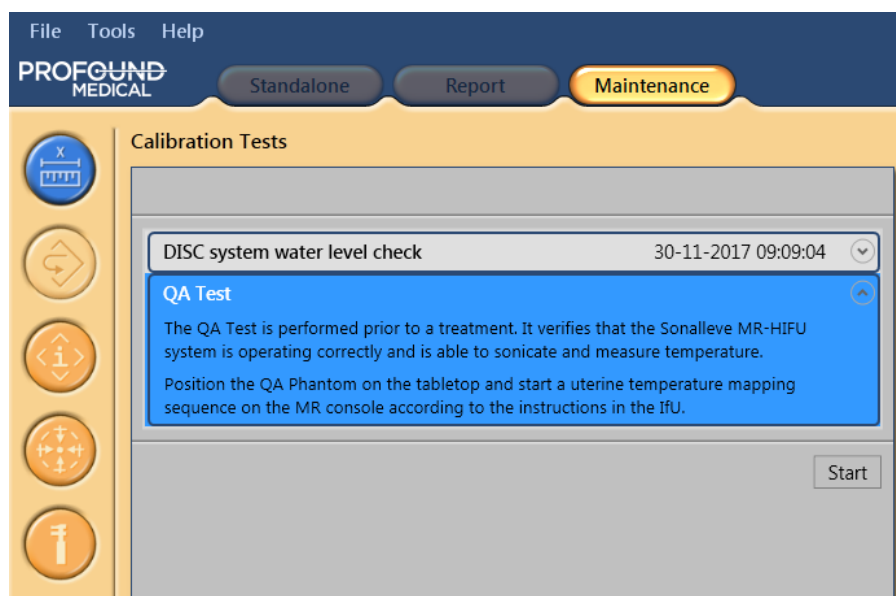 File Tools Help
PROFOUND
MEDICAL
Standalone Report Maintenance
X
Calibration Tests
DISC system water level check 30-11-2017 09:09:04
QA Test
The QA Test is performed prior to a treatment. It verifies that the Sonalleve MR-HIFU
system is operating correctly and is able to sonicate and measure temperature.
Position the QA Phantom on the tabletop and start a uterine temperature mapping
sequence on the MR console according to the instructions in the IfU.
Start
i